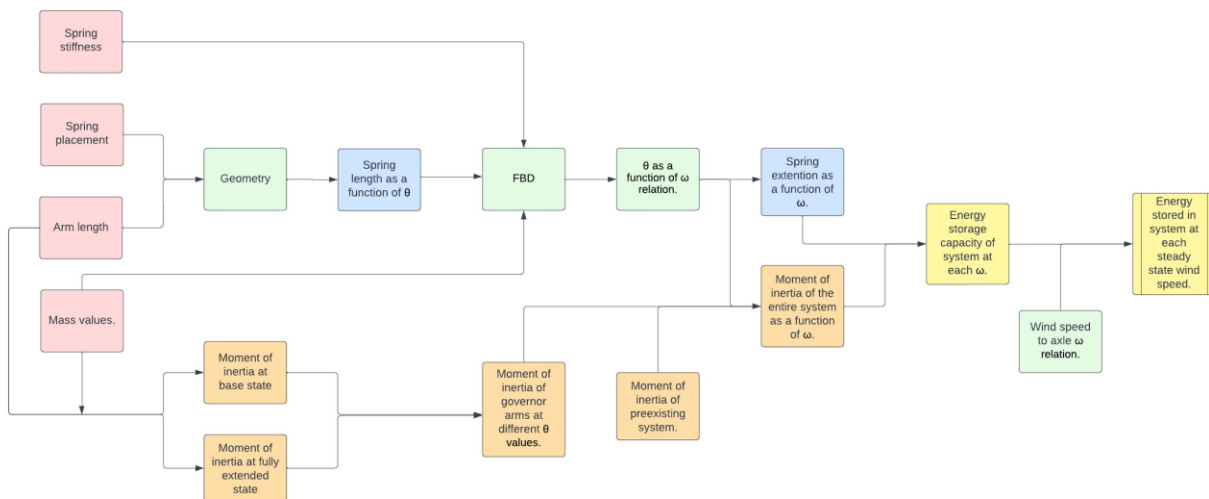 Spring
stiffness
Spring
placement
Geometry
Spring
length as a
function of θ
FBD
θ as a
function of ω
relation.
Spring
extention as
a function of
ω.
Arm length
Energy
storage
capacity of
system at
each ω.
Energy
stored in
system at
each
steady
state wind
speed.
Mass values.
Moment of
inertia of the
entire system
as a function
of ω.
Wind speed
to axle ω
relation.
Moment of
inertia at
base state
Moment of
inertia of
governor
arms at
different θ
values.
Moment of
inertia of
preexisting
system.
Moment of
inertia at fully
extended
state